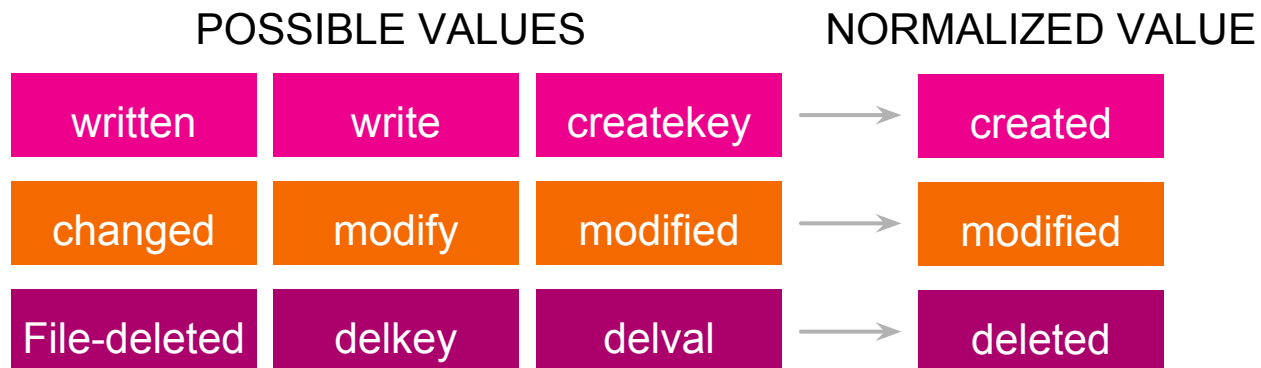 POSSIBLE VALUES NORMALIZED VALUE
written write createkey created
changed modify modified modified
File-deleted delkey delval deleted